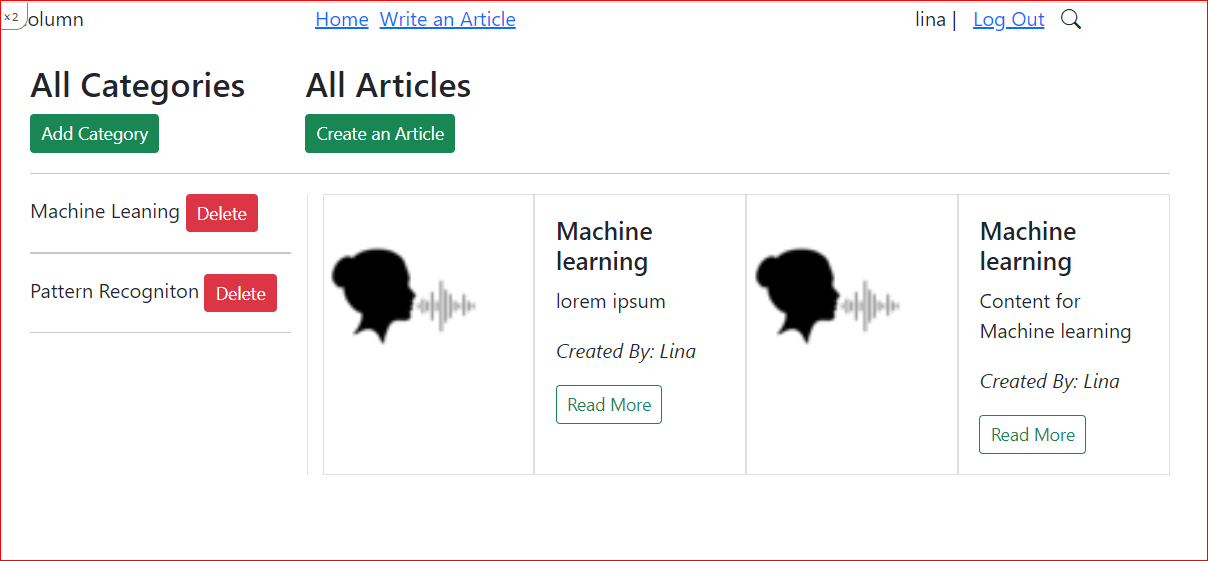 ×2
olumn Home Write an Article lina | Log Out
All Categories
Add Category
All Articles
Create an Article
Machine Leaning Delete
Pattern Recogniton Delete
Machine
learning
lorem ipsum
Created By: Lina
Read More
Machine
learning
Content for
Machine learning
Created By: Lina
Read More